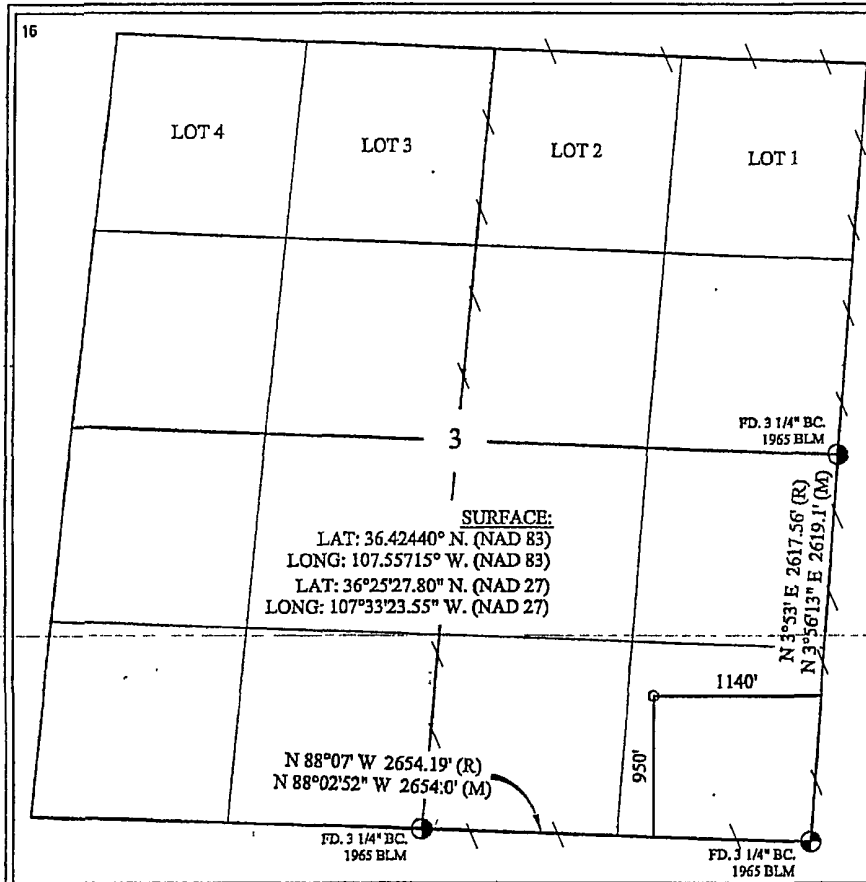 16
LOT 4
LOT 3
LOT 2
LOT 1
FD. 3 1/4" BC.
1965 BLM
3
SURFACE:
LAT: 36.42440° N. (NAD 83)
LONG: 107.55715° W. (NAD 83)
LAT: 36°25'27.80" N. (NAD 27)
LONG: 107°33'23.55" W. (NAD 27)
N 3°53' E 2617.56' (R)
N 3°56'13" E 2619.1' (M)
1140'
950'
N 88°07' W 2654.19' (R)
N 88°02'52" W 2654.0' (M)
FD. 3 1/4" BC.
1965 BLM
FD. 3 1/4" BC.
1965 BLM